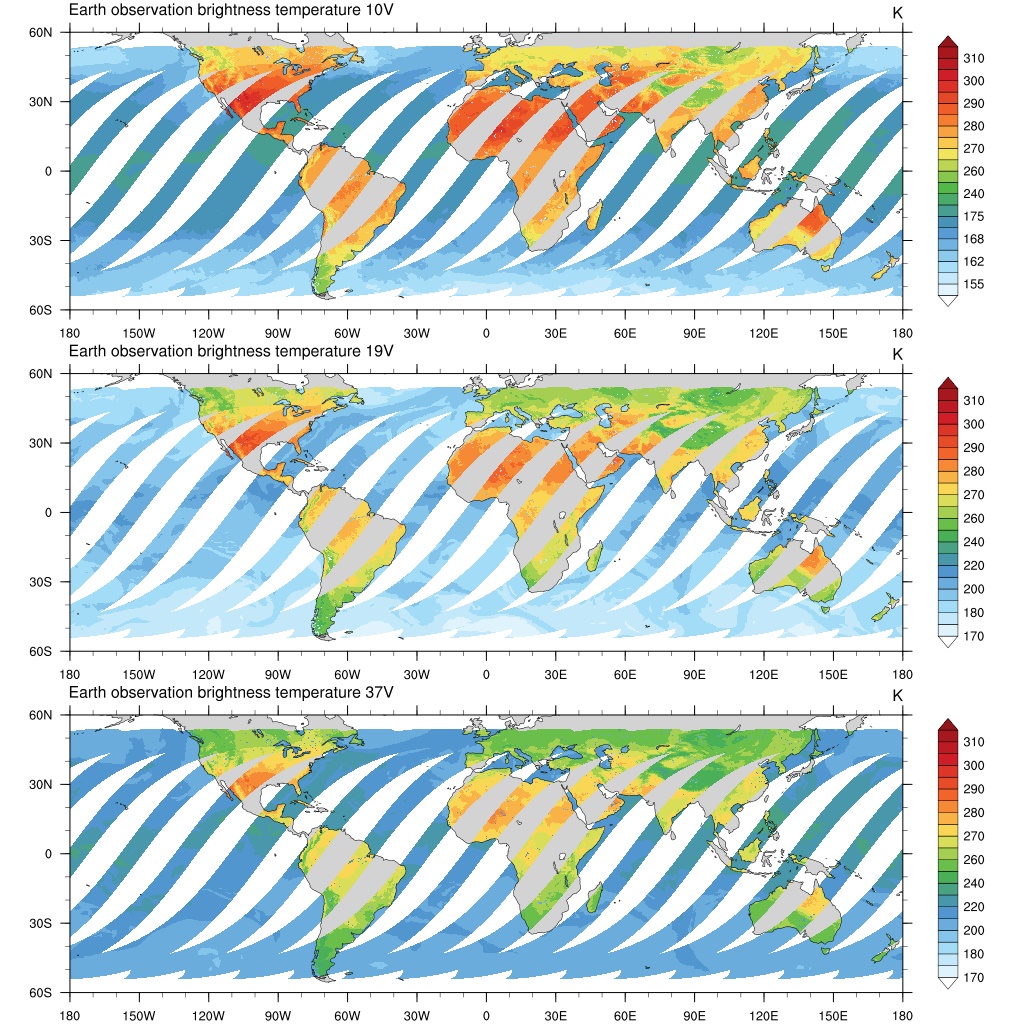 Earth observation brightness temperature 10V
K
60N
30N
0
30S
60S
180 150W 120W 90W 60W 30W 0 30E 60E 90E 120E 150E 180
310
300
290
280
270
260
240
175
168
162
155
Earth observation brightness temperature 19V
K
60N
30N
0
30S
60S
180 150W 120W 90W 60W 30W 0 30E 60E 90E 120E 150E 180
310
300
290
280
270
260
240
220
200
180
170
Earth observation brightness temperature 37V
K
60N
30N
0
30S
60S
180 150W 120W 90W 60W 30W 0 30E 60E 90E 120E 150E 180
310
300
290
280
270
260
240
220
200
180
170